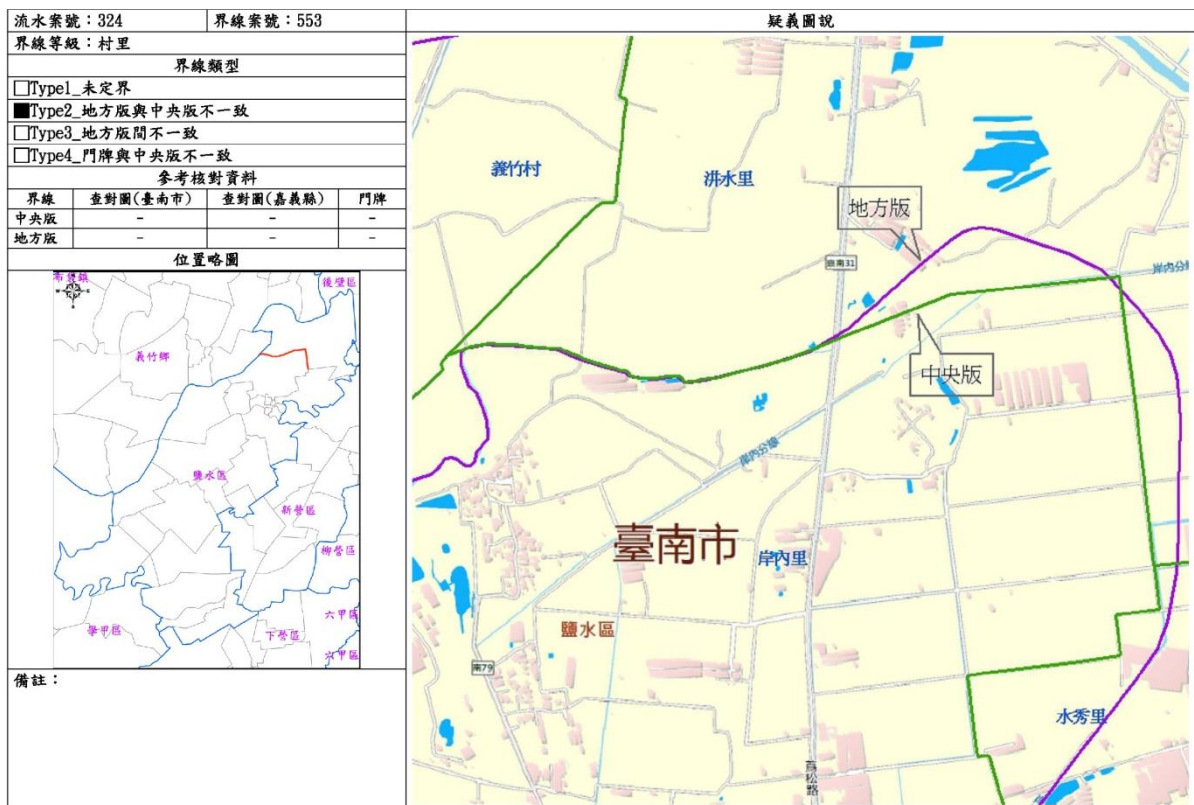 流水案號：324 界線案號：553
界線等級：村里
界線類型
□Type1_未定界
■Type2_地方版與中央版不一致
□Type3_地方版間不一致
□Type4_門牌與中央版不一致
參考核對資料
界線 查對圖(臺南市) 查對圖(嘉義縣) 門牌
中央版 - - -
地方版 - - -
位置略圖
後壁區
義竹鄉
鹽水區
新營區
柳營區
六甲區
學甲區
下營區
六甲區
備註：
疑義圖說
義竹村
洪水里
地方版
岸內分線
中央版
岸內分線
臺南市
岸內里
鹽水區
南79
水秀里